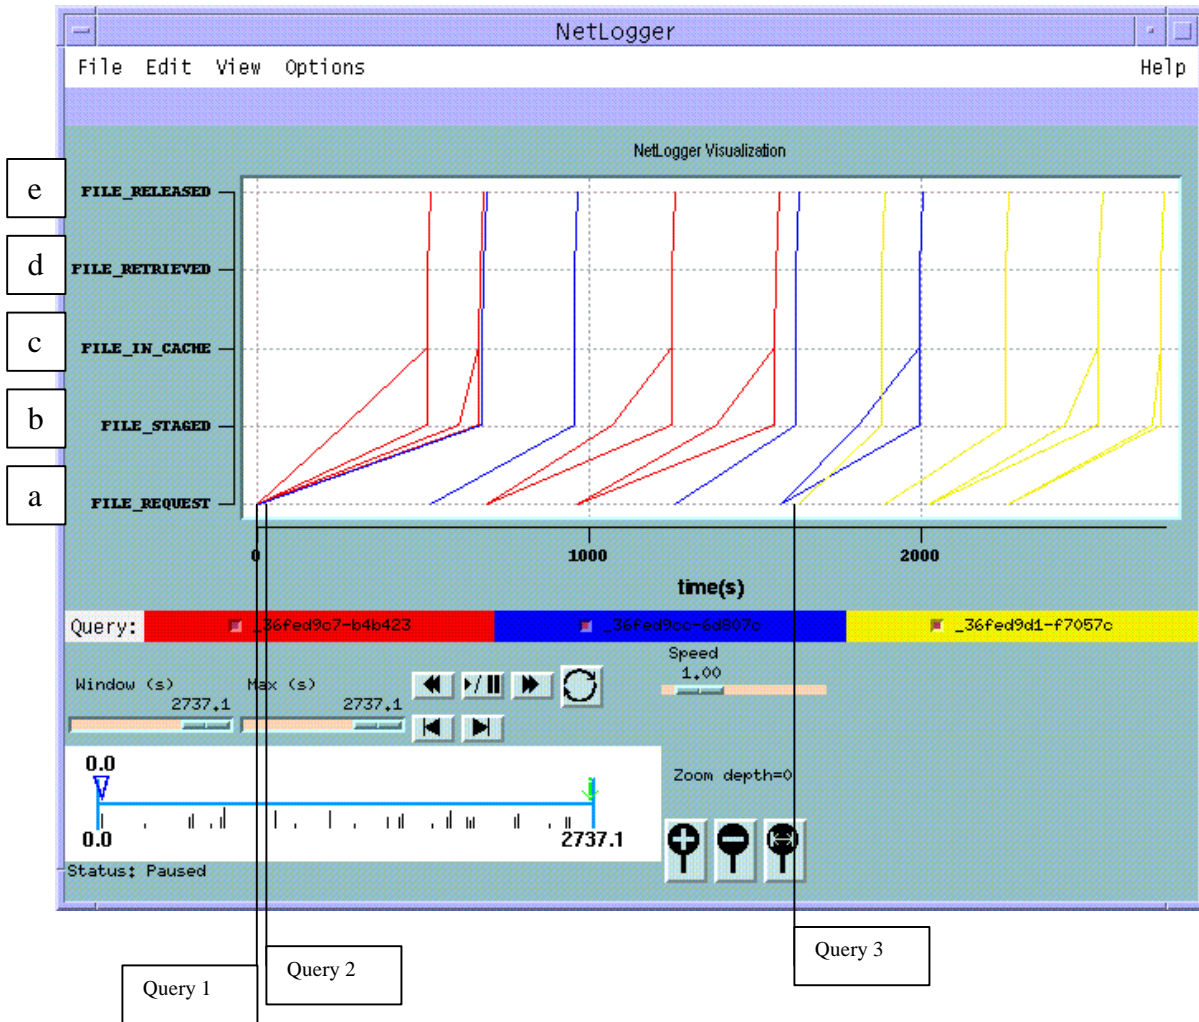 NetLogger
File Edit View Options Help
NetLogger Visualization
e FILE_RELEASED
d FILE_RETRIEVED
c FILE_IN_CACHE
b FILE_STAGED
a FILE_REQUEST
0 1000 2000
time(s)
Query: _36fed9c7-b4b423 _36fed9cc-6d807c _36fed9d1-f7057c
Speed
1.00
Window (s) Max (s)
2737.1 2737.1
0.0
Zoom depth=0
0.0 2737.1
Status: Paused
Query 1
Query 2
Query 3